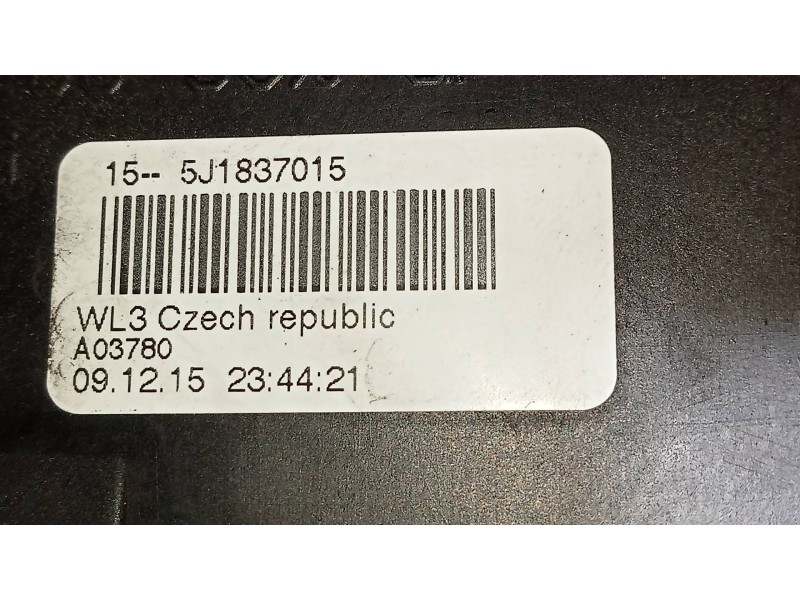 15-- 5J1837015
WL3 Czech republic
A03780
09.12.15 23:44:21